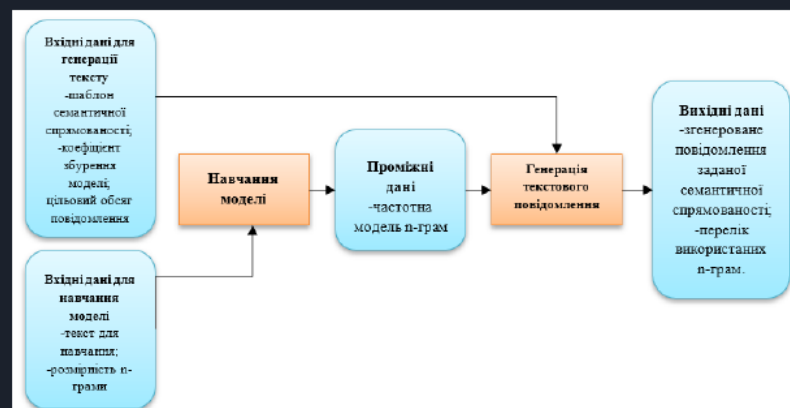 Вхідні дані для
генерації
тексту
-шаблон
семантичної
спрямованості;
-коефіцієнт
збурення
моделі;
цільовий обсяг
повідомлення
Вхідні дані для
навчання
моделі
-текст для
навчання;
-розмірність n-
грами
Навчання
моделі
Проміжні
дані
-частотна
модель n-грам
Генерація
текстового
повідомлення
Вихідні дані
-згенероване
повідомлення
заданої
семантичної
спрямованості;
-перелік
використаних
n-грам.